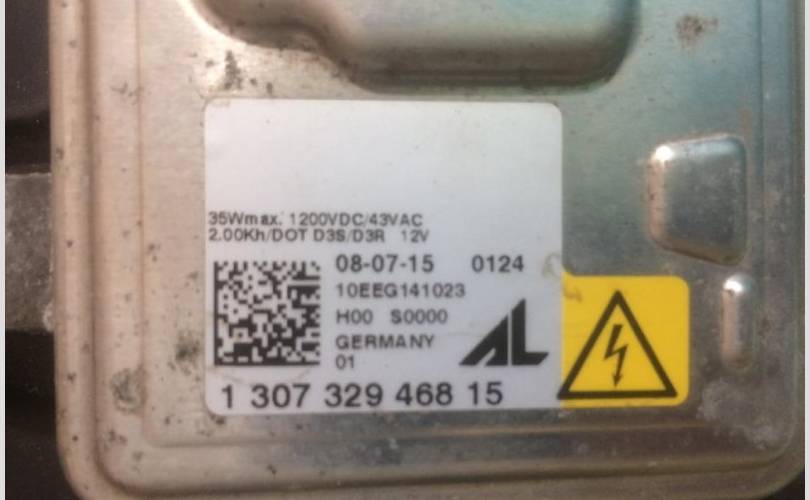 35Wmax. 1200VDC/43VAC
2.00Kh/DOT D3S/D3R 12V
08-07-15 0124
10EEG141023
H00 S0000
GERMANY
01
AL
1 307 329 468 15